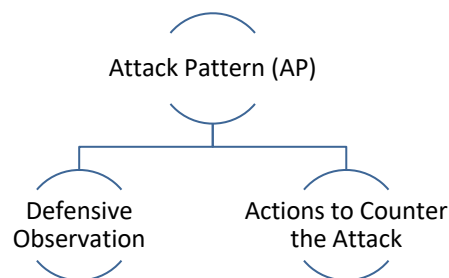 Attack Pattern (AP)
Defensive
Observation
Actions to Counter
the Attack